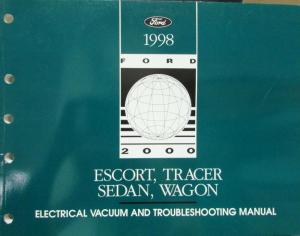 Ford
1998
FORD
2000
ESCORT, TRACER
SEDAN, WAGON
ELECTRICAL VACUUM AND TROUBLESHOOTING MANUAL